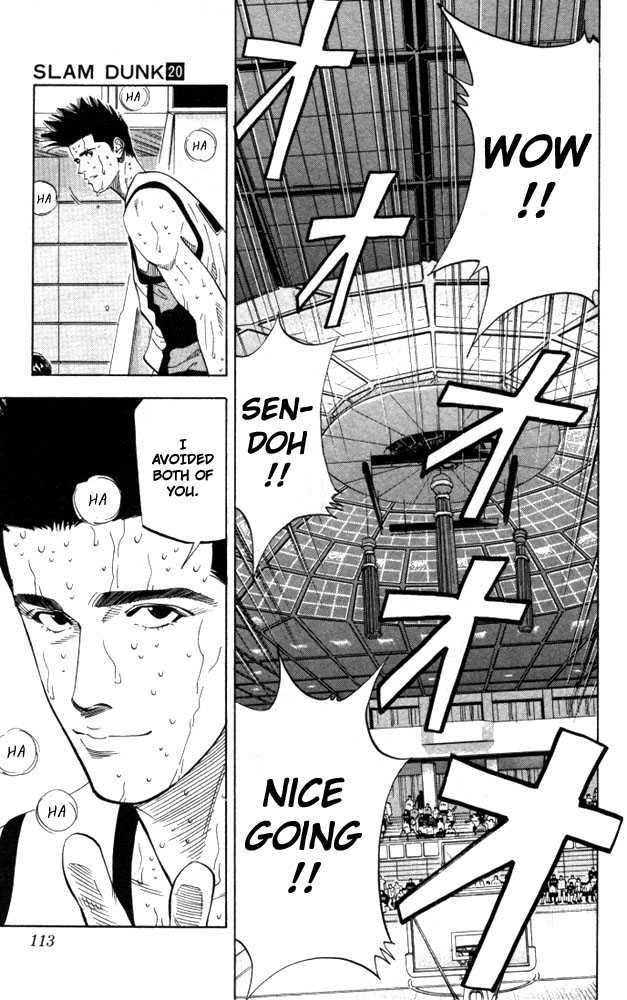 WOW
!!
オ
オ
オ
オ
オ
SEN-
DOH
!!
NICE
GOING
!!
SLAM DUNK 20
HA
HA
HA
I
AVOIDED
BOTH OF
YOU.
HA
HA
HA
113